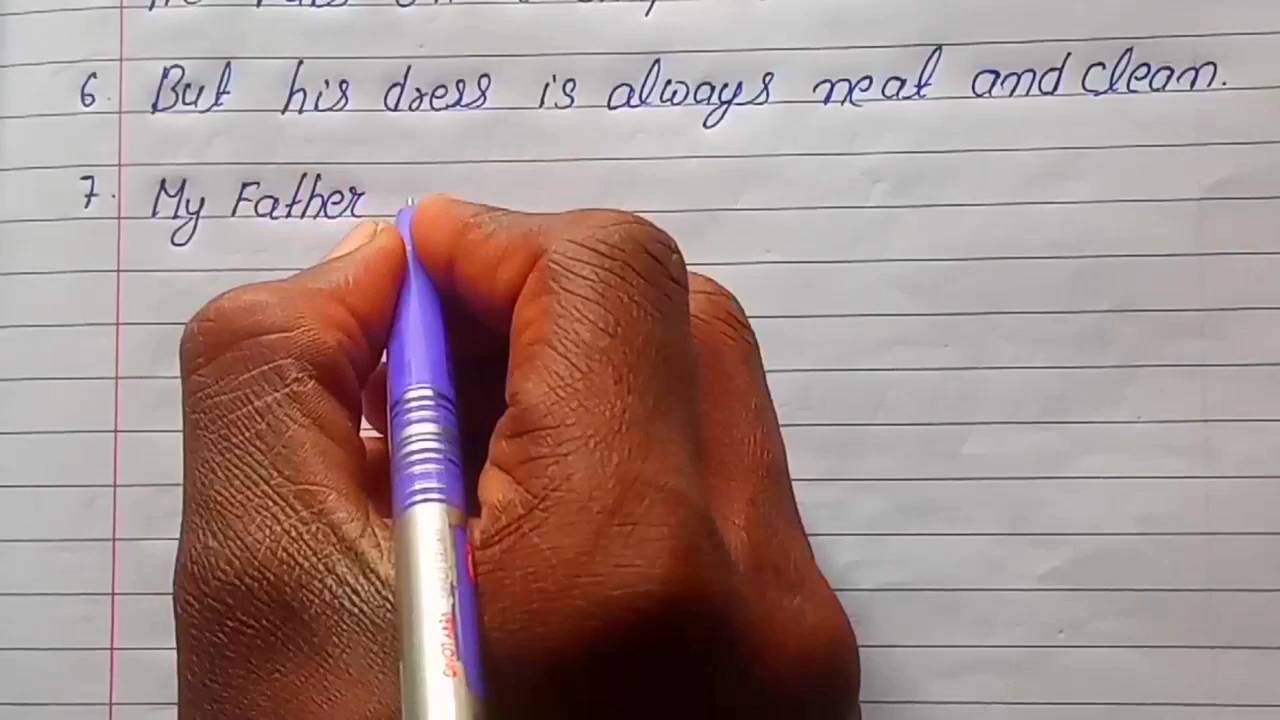 6. But his dress is always neat and clean.
7. My Father